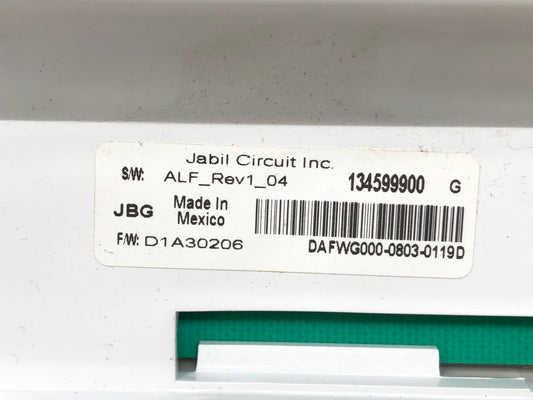 Jabil Circuit Inc.
S/W: ALF_Rev1_04 134599900 G
JBG Made In
Mexico
F/W: D1A30206 DAFWG000-0803-0119D